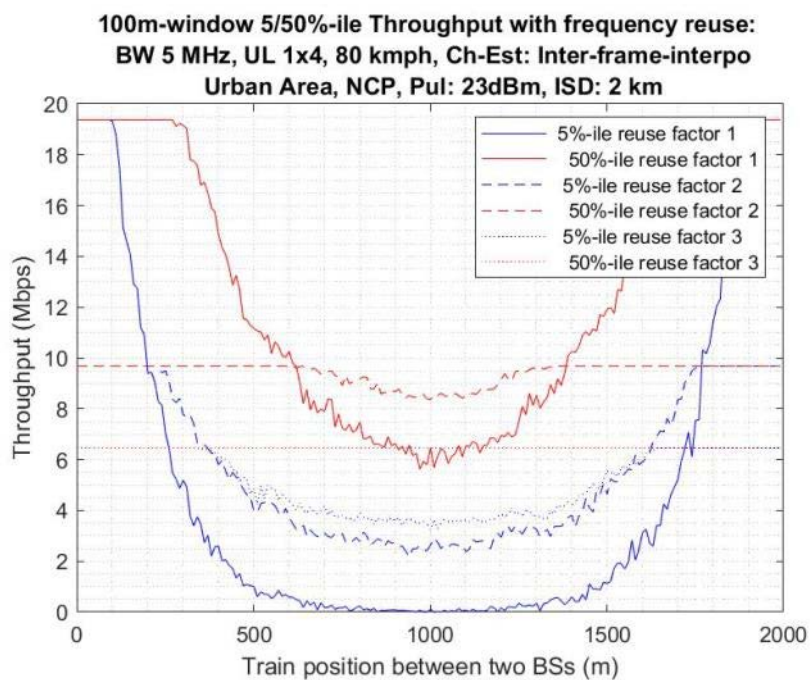 100m-window 5/50%-ile Throughput with frequency reuse:
BW 5 MHz, UL 1x4, 80 kmph, Ch-Est: Inter-frame-interpo
Urban Area, NCP, Pul: 23dBm, ISD: 2 km
20
18
16
14
12
10
8
6
4
2
0
Throughput (Mbps)
5%-ile reuse factor 1
50%-ile reuse factor 1
5%-ile reuse factor 2
50%-ile reuse factor 2
5%-ile reuse factor 3
50%-ile reuse factor 3
0 500 1000 1500 2000
Train position between two BSs (m)